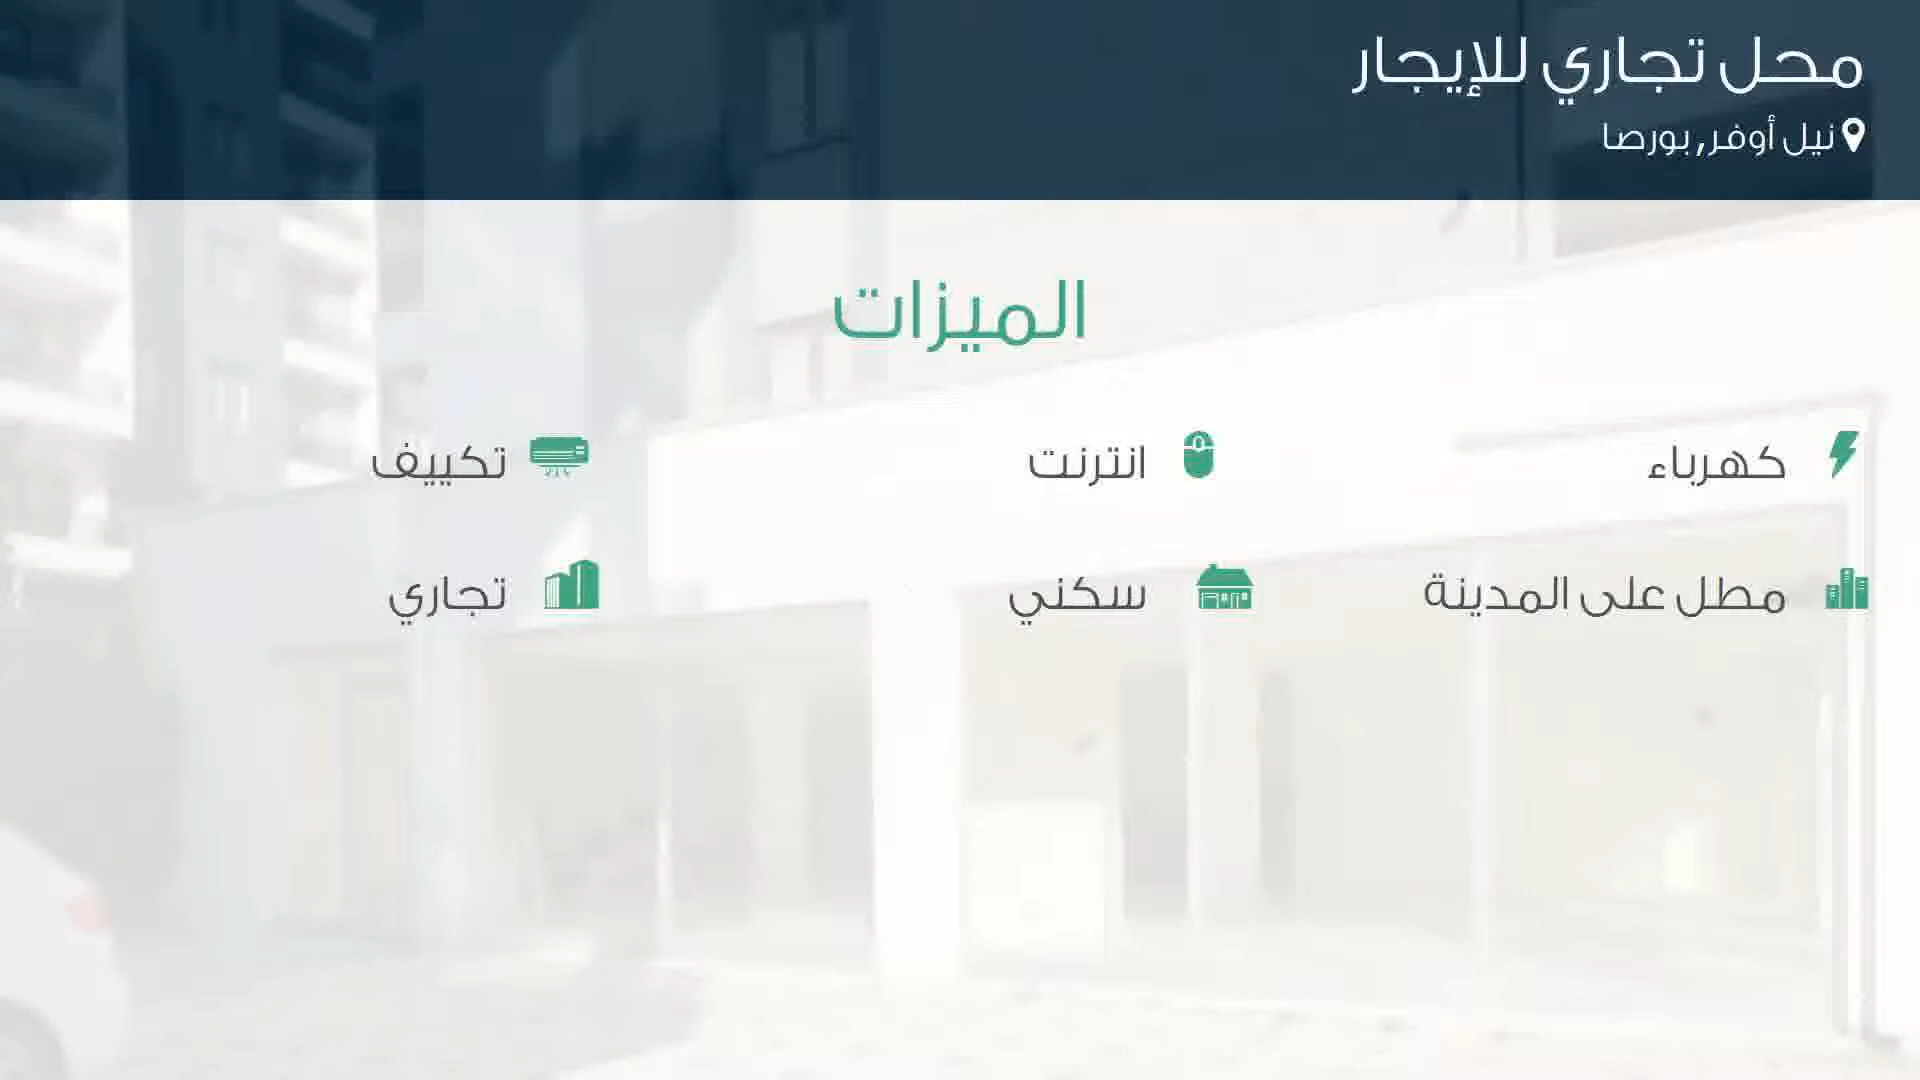 محل تجاري للإيجار
نيل أوفر, بورصا
الميزات
كهرباء
انترنت
تكييف
مطل على المدينة
سكني
تجاري